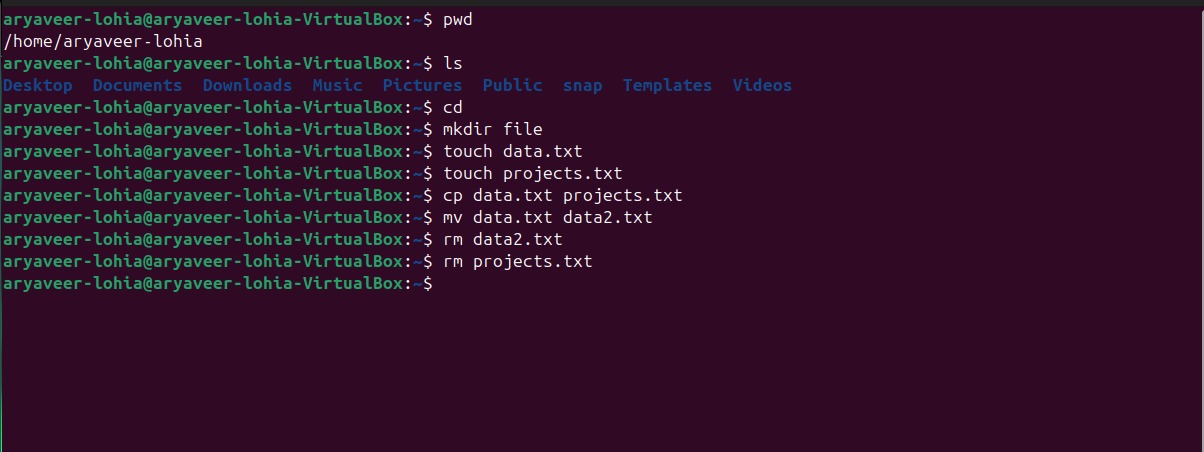 aryaveer-lohia@aryaveer-lohia-VirtualBox:~$ pwd
/home/aryaveer-lohia
aryaveer-lohia@aryaveer-lohia-VirtualBox:~$ ls
Desktop  Documents  Downloads  Music  Pictures  Public  snap  Templates  Videos
aryaveer-lohia@aryaveer-lohia-VirtualBox:~$ cd
aryaveer-lohia@aryaveer-lohia-VirtualBox:~$ mkdir file
aryaveer-lohia@aryaveer-lohia-VirtualBox:~$ touch data.txt
aryaveer-lohia@aryaveer-lohia-VirtualBox:~$ touch projects.txt
aryaveer-lohia@aryaveer-lohia-VirtualBox:~$ cp data.txt projects.txt
aryaveer-lohia@aryaveer-lohia-VirtualBox:~$ mv data.txt data2.txt
aryaveer-lohia@aryaveer-lohia-VirtualBox:~$ rm data2.txt
aryaveer-lohia@aryaveer-lohia-VirtualBox:~$ rm projects.txt
aryaveer-lohia@aryaveer-lohia-VirtualBox:~$